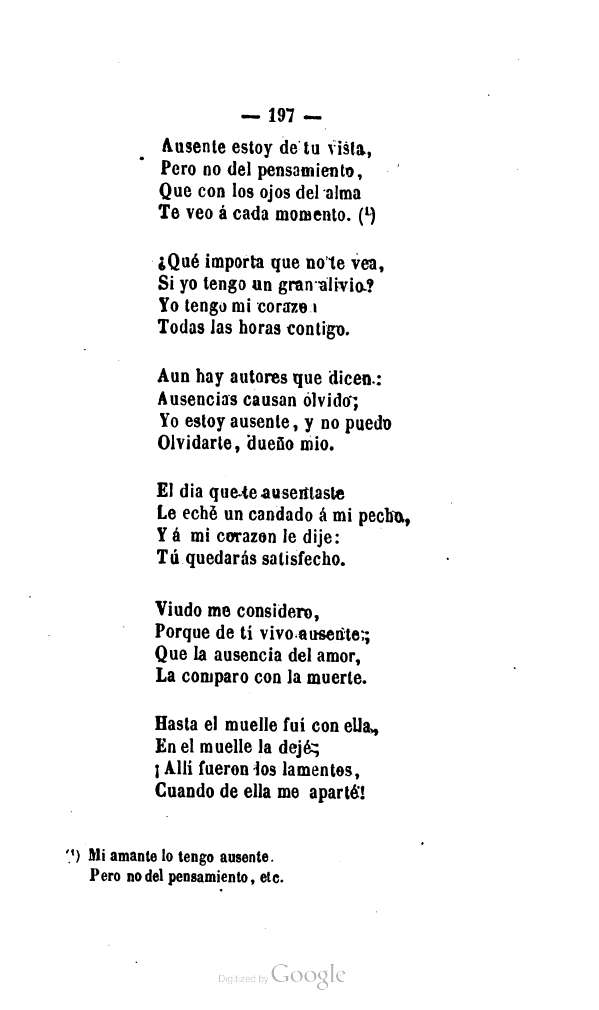 — 197 —
Ausente estoy de tu vista,
Pero no del pensamiento,
Que con los ojos del alma
Te veo á cada momento. (¹)
¿Qué importa que no te vea,
Si yo tengo un gran alivio?
Yo tengo mi corazo
Todas las horas contigo.
Aun hay autores que dicen:
Ausencias causan olvido;
Yo estoy ausente, y no puedo
Olvidarte, dueño mio.
El dia que te ausentaste
Le eché un candado á mi pecho,
Y á mi corazon le dije:
Tú quedarás satisfecho.
Viudo me considero,
Porque de tí vivo ausente;
Que la ausencia del amor,
La comparo con la muerte.
Hasta el muelle fuí con ella,
En el muelle la dejé;
¡Alli fueron los lamentos,
Cuando de ella me aparté!
(¹) Mi amante lo tengo ausente.
Pero no del pensamiento, etc.
Digitized by Google